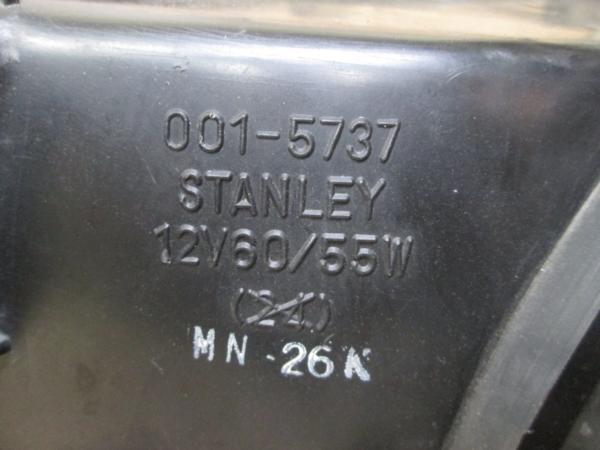 001-5737
STANLEY
12V60/55W
(24)
MN 26K